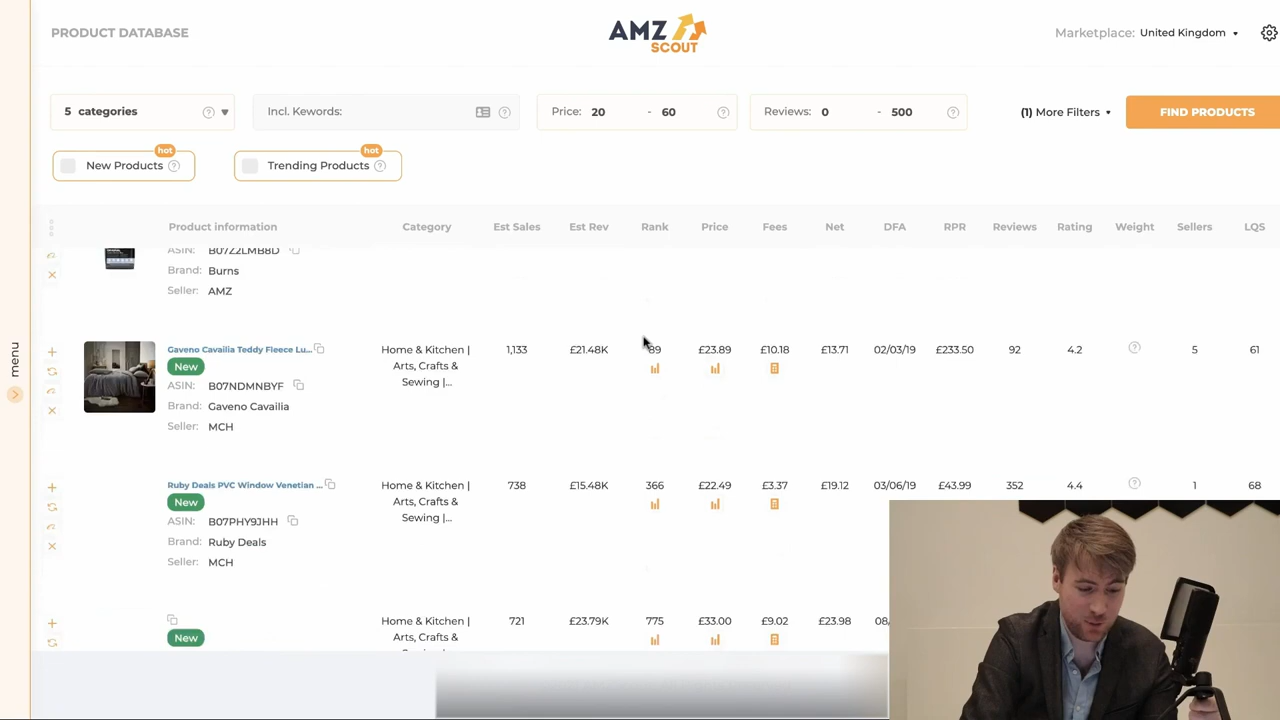 PRODUCT DATABASE
AMZ
SCOUT
Marketplace: United Kingdom
5 categories
Incl. Kewords:
Price: 20 - 60
Reviews: 0 - 500
(1) More Filters
FIND PRODUCTS
hot
New Products
hot
Trending Products
Product information Category Est Sales Est Rev Rank Price Fees Net DFA RPR Reviews Rating Weight Sellers LQS
ASIN: B07Z2LMB8D
Brand: Burns
Seller: AMZ
Gaveno Cavailia Teddy Fleece Lu... Home & Kitchen | 1,133 £21.48K 89 £23.89 £10.18 £13.71 02/03/19 £233.50 92 4.2 5 61
New Arts, Crafts &
Sewing |...
ASIN: B07NDMNBYF
Brand: Gaveno Cavailia
Seller: MCH
Ruby Deals PVC Window Venetian ... Home & Kitchen | 738 £15.48K 366 £22.49 £3.37 £19.12 03/06/19 £43.99 352 4.4 1 68
New Arts, Crafts &
Sewing |...
ASIN: B07PHY9JHH
Brand: Ruby Deals
Seller: MCH
Home & Kitchen | 721 £23.79K 775 £33.00 £9.02 £23.98 08/
New Arts, Crafts &
menu